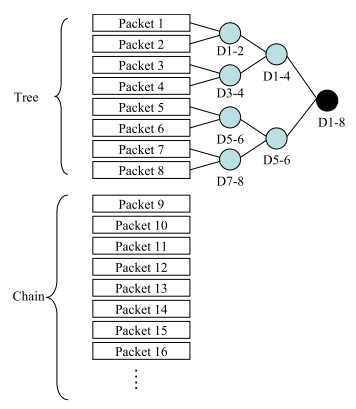 Tree
Packet 1
Packet 2
Packet 3
Packet 4
Packet 5
Packet 6
Packet 7
Packet 8
D1-2
D3-4
D5-6
D7-8
D1-4
D5-6
D1-8
Chain
Packet 9
Packet 10
Packet 11
Packet 12
Packet 13
Packet 14
Packet 15
Packet 16